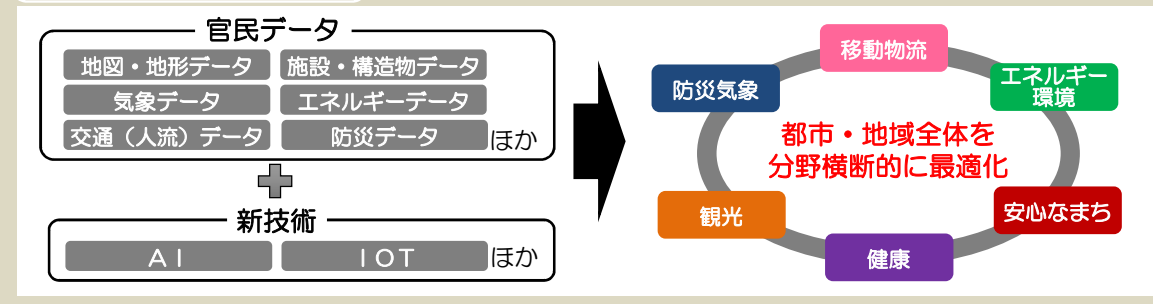 官民データ
地図・地形データ
施設・構造物データ
気象データ
エネルギーデータ
交通（人流）データ
防災データ
ほか
新技術
ＡＩ
ＩＯＴ
ほか
移動物流
防災気象
エネルギー
環境
都市・地域全体を
分野横断的に最適化
観光
安心なまち
健康